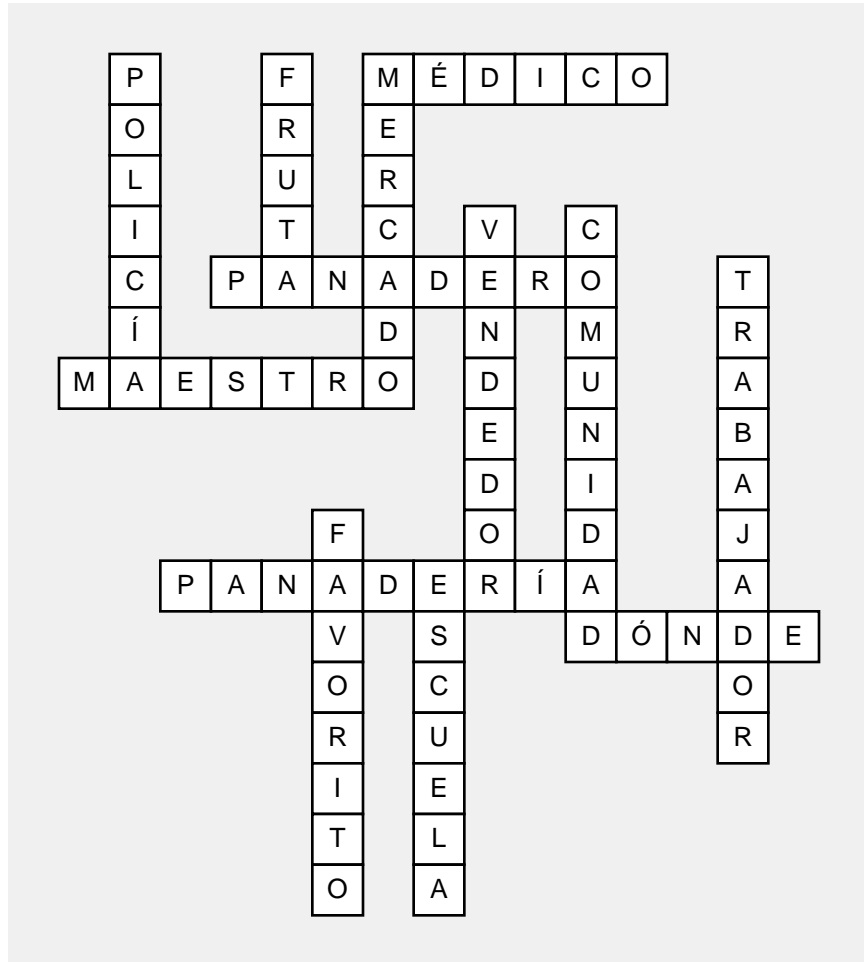 POLICÍA
FRUTA
MÉDICO
MERCADO
VENDEDOR
COMUNIDAD
PANADERO
TRABAJADOR
MAESTRO
FAVORITO
PANADERÍA
ESCUELA
DÓNDE